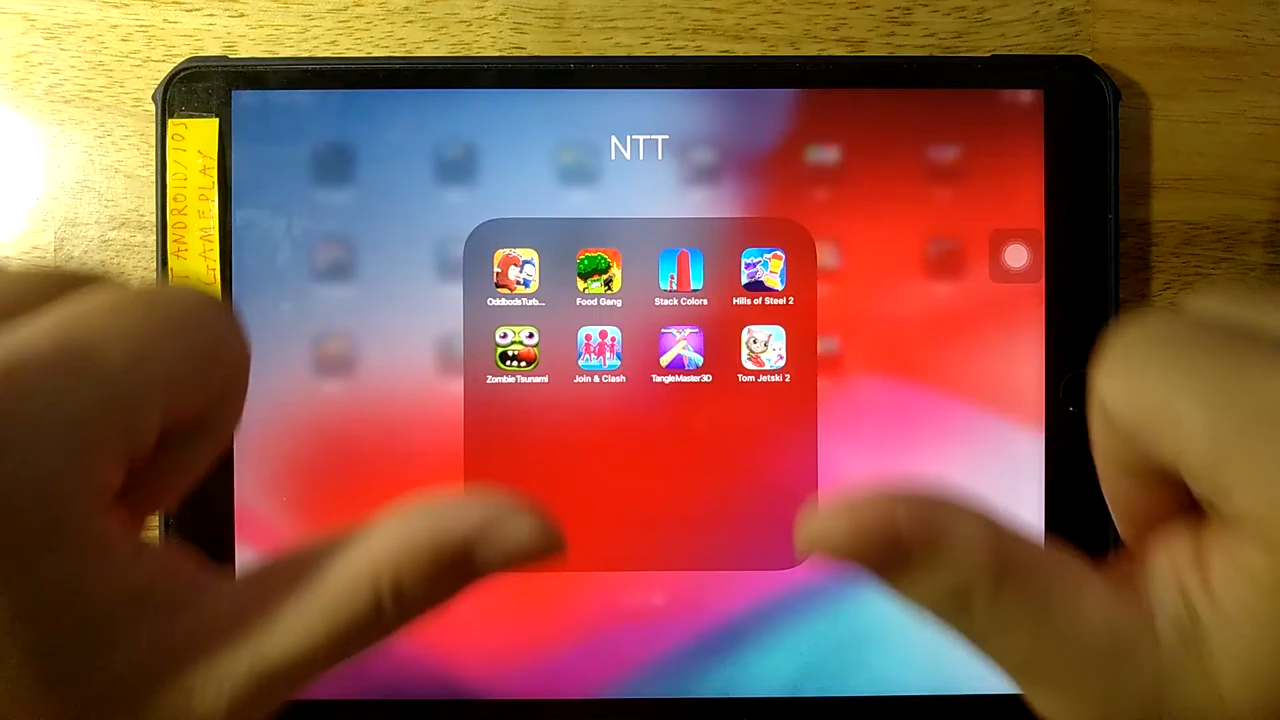 NTT
T ANDROID/IOS
GAMEPLAY
OddbodsTurb...
Food Gang
Stack Colors
Hills of Steel 2
Zombie Tsunami
Join & Clash
TangleMaster3D
Tom Jetski 2